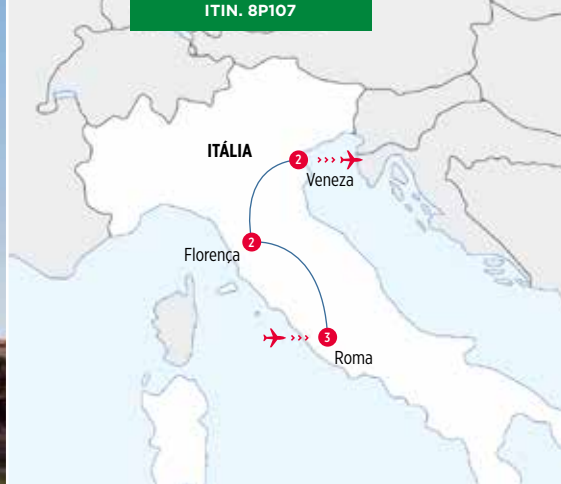 ITIN. 8P107
ITÁLIA
2
Veneza
Florença
2
3
Roma